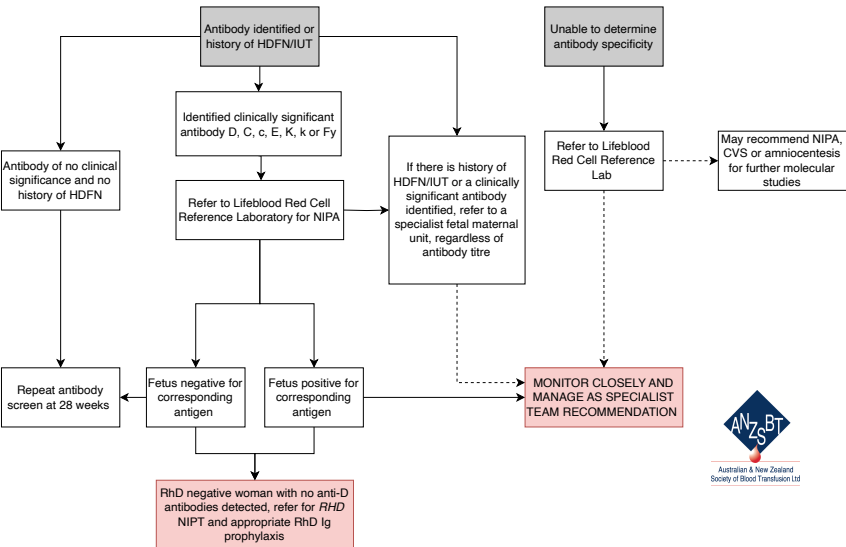 Antibody identified or
history of HDFN/IUT
Unable to determine
antibody specificity
Identified clinically significant
antibody D, C, c, E, K, k or Fy
Antibody of no clinical
significance and no
history of HDFN
Refer to Lifeblood Red Cell
Reference Laboratory for NIPA
If there is history of
HDFN/IUT or a clinically
significant antibody
identified, refer to a
specialist fetal maternal
unit, regardless of
antibody titre
Refer to Lifeblood
Red Cell Reference
Lab
May recommend NIPA,
CVS or amniocentesis
for further molecular
studies
Repeat antibody
screen at 28 weeks
Fetus negative for
corresponding
antigen
Fetus positive for
corresponding
antigen
MONITOR CLOSELY AND
MANAGE AS SPECIALIST
TEAM RECOMMENDATION
RhD negative woman with no anti-D
antibodies detected, refer for RHD
NIPT and appropriate RhD Ig
prophylaxis
ANZSBT
Australian & New Zealand
Society of Blood Transfusion Ltd